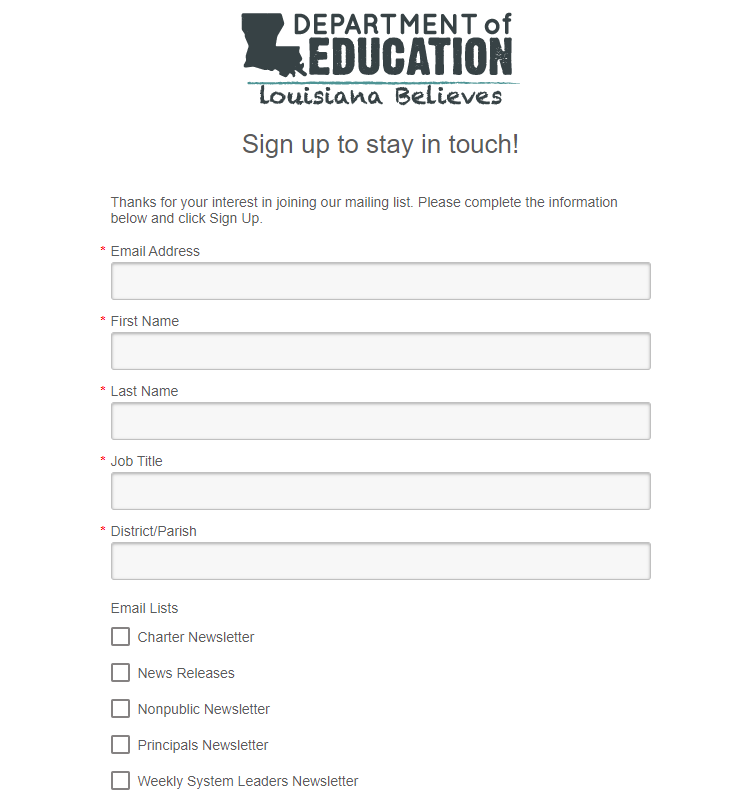 DEPARTMENT of
EDUCATION
Louisiana Believes
Sign up to stay in touch!
Thanks for your interest in joining our mailing list. Please complete the information
below and click Sign Up.
* Email Address
* First Name
* Last Name
* Job Title
* District/Parish
Email Lists
Charter Newsletter
News Releases
Nonpublic Newsletter
Principals Newsletter
Weekly System Leaders Newsletter